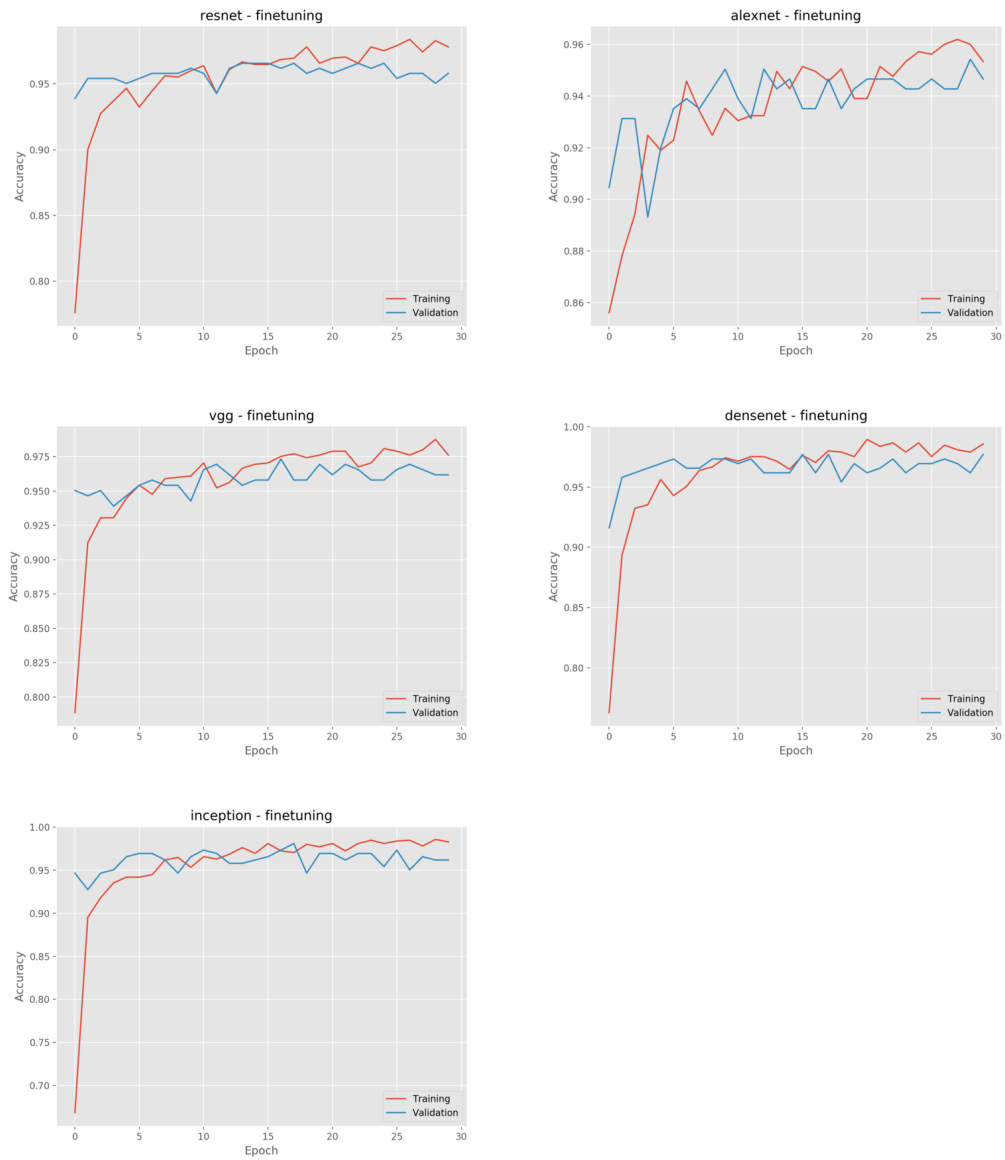 resnet - finetuning
0.95
0.90
0.85
0.80
Accuracy
Training
Validation
0 5 10 15 20 25 30
Epoch
alexnet - finetuning
0.96
0.94
0.92
0.90
0.88
0.86
Accuracy
Training
Validation
0 5 10 15 20 25 30
Epoch
vgg - finetuning
0.975
0.950
0.925
0.900
0.875
0.850
0.825
0.800
Accuracy
Training
Validation
0 5 10 15 20 25 30
Epoch
densenet - finetuning
1.00
0.95
0.90
0.85
0.80
Accuracy
Training
Validation
0 5 10 15 20 25 30
Epoch
inception - finetuning
1.00
0.95
0.90
0.85
0.80
0.75
0.70
Accuracy
Training
Validation
0 5 10 15 20 25 30
Epoch